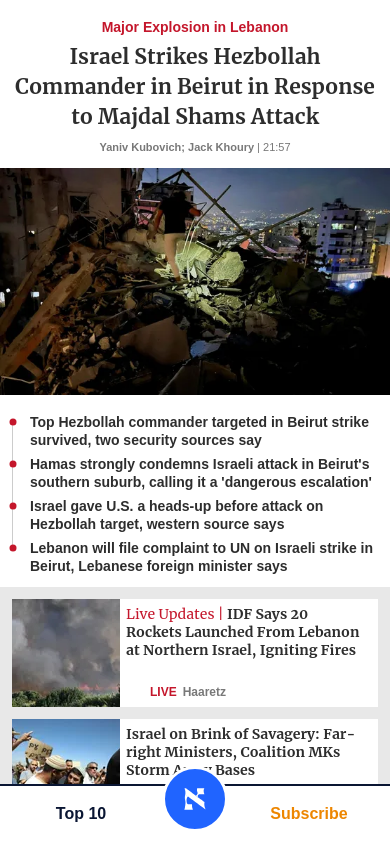 Major Explosion in Lebanon
Israel Strikes Hezbollah
Commander in Beirut in Response
to Majdal Shams Attack
Yaniv Kubovich; Jack Khoury | 21:57
Top Hezbollah commander targeted in Beirut strike
survived, two security sources say
Hamas strongly condemns Israeli attack in Beirut's
southern suburb, calling it a 'dangerous escalation'
Israel gave U.S. a heads-up before attack on
Hezbollah target, western source says
Lebanon will file complaint to UN on Israeli strike in
Beirut, Lebanese foreign minister says
Live Updates | IDF Says 20
Rockets Launched From Lebanon
at Northern Israel, Igniting Fires
LIVE Haaretz
Israel on Brink of Savagery: Far-
right Ministers, Coalition MKs
Storm Army Bases
Top 10
Subscribe